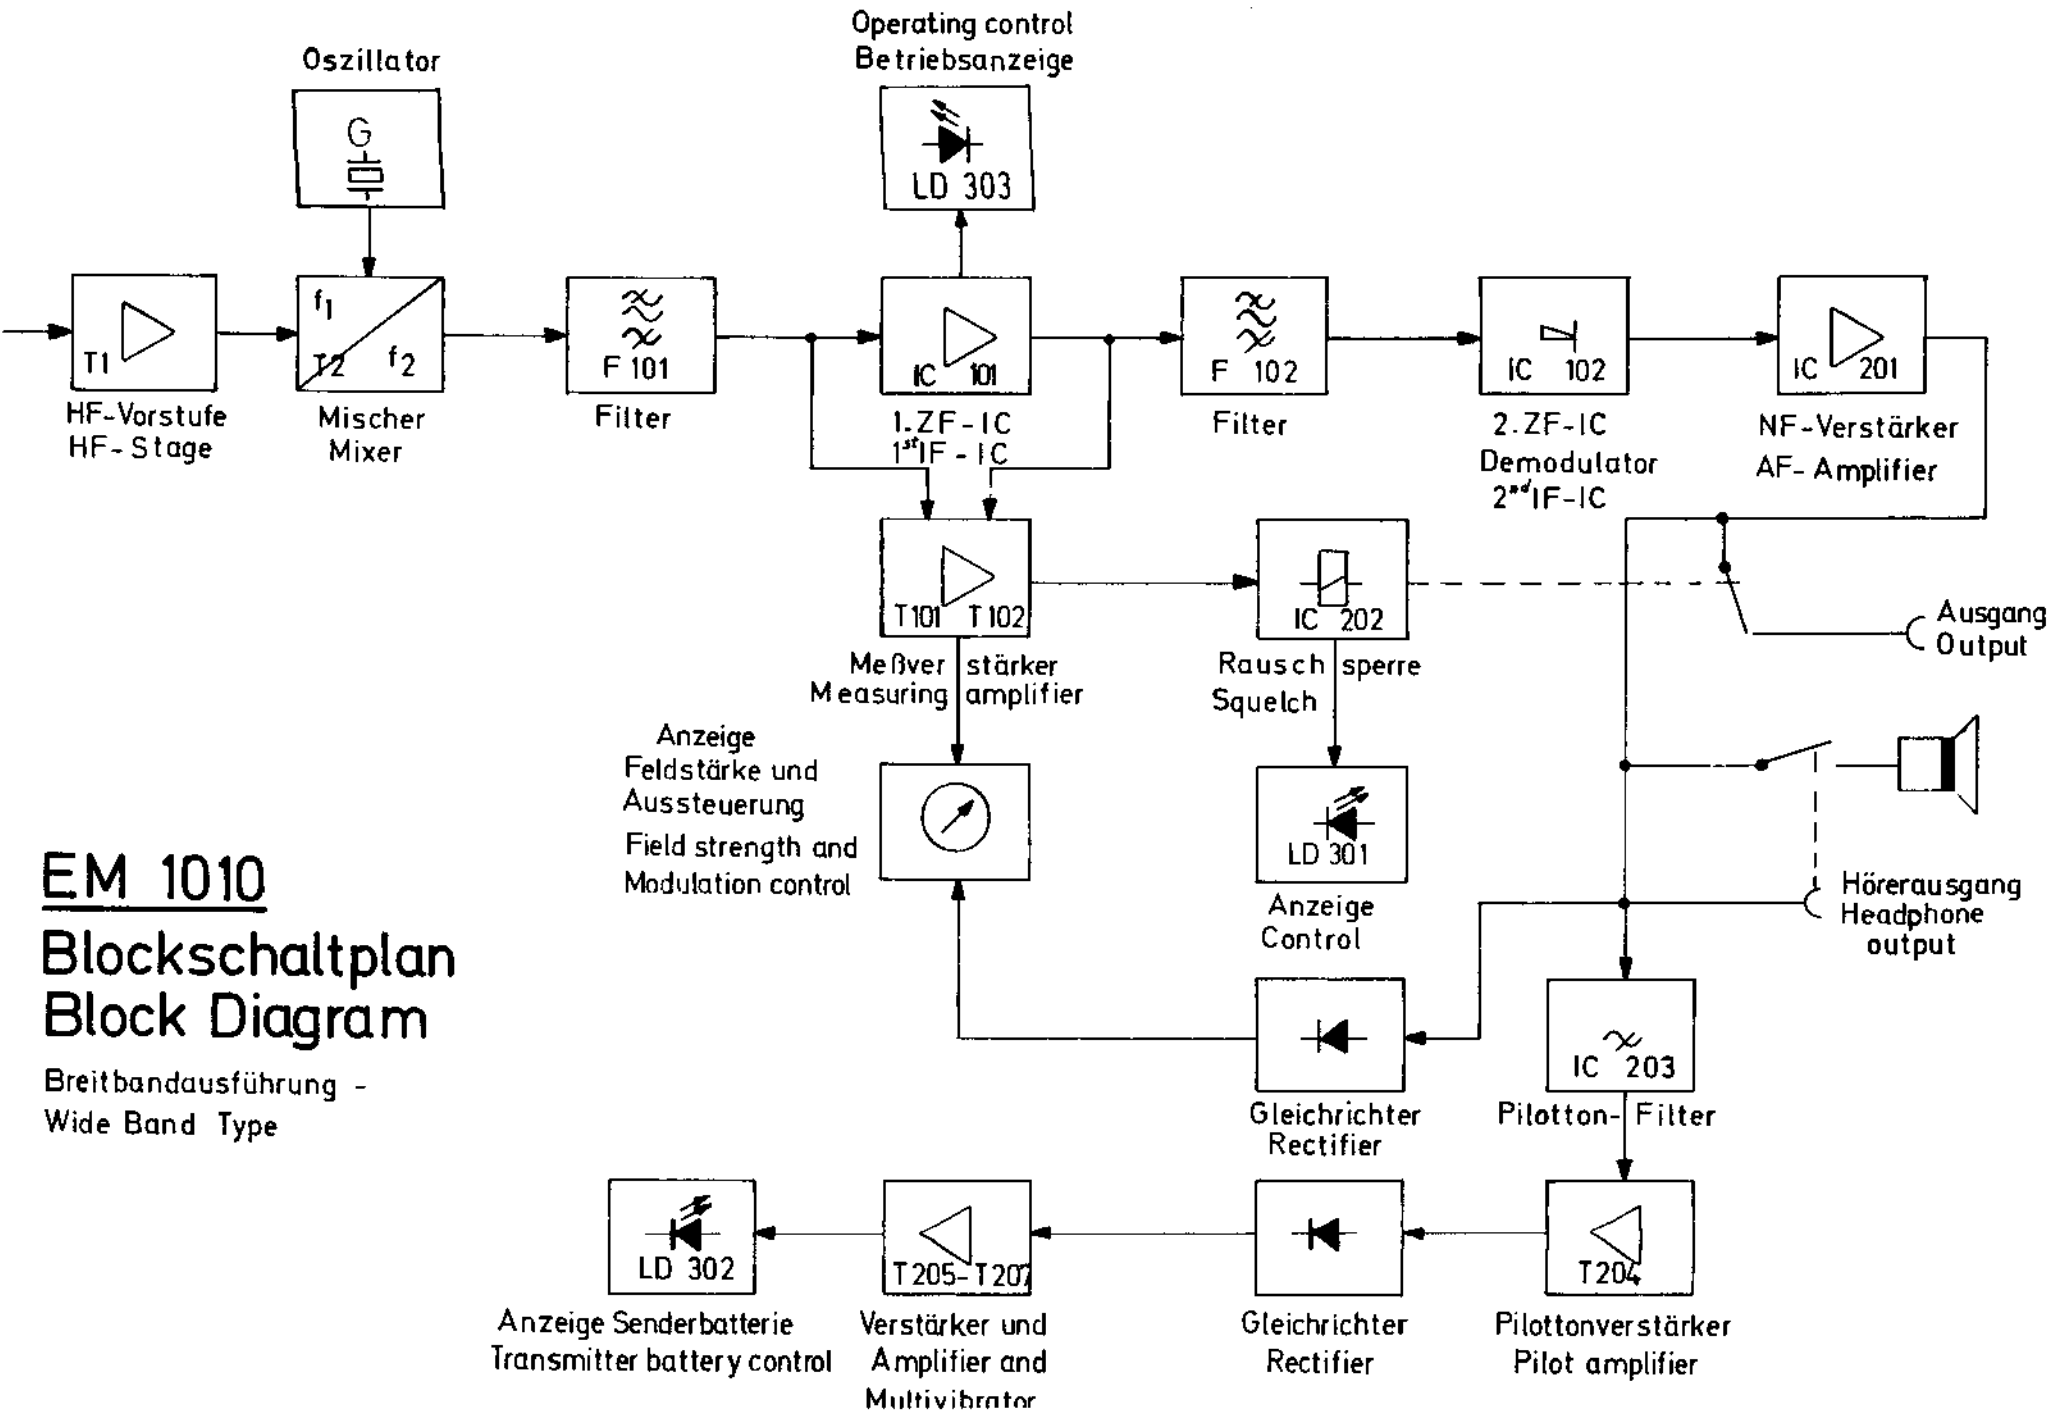 Operating control
Betriebsanzeige
Oszillator
G
LD 303
T1
f1
T2
f2
F 101
IC 101
F 102
IC 102
IC 201
HF-Vorstufe
HF-Stage
Mischer
Mixer
Filter
1.ZF-IC
1st IF-IC
Filter
2.ZF-IC
Demodulator
2nd IF-IC
NF-Verstärker
AF-Amplifier
T101 T102
IC 202
Ausgang
Output
Meßverstärker
Measuring amplifier
Rauschsperre
Squelch
Anzeige
Feldstärke und
Aussteuerung
Field strength and
Modulation control
LD 301
Anzeige
Control
Hörerausgang
Headphone
output
EM 1010
Blockschaltplan
Block Diagram
Breitbandausführung -
Wide Band Type
IC 203
Gleichrichter
Rectifier
Pilotton-Filter
LD 302
T205-T207
T204
Anzeige Senderbatterie
Transmitter battery control
Verstärker und
Amplifier and
Multivibrator
Gleichrichter
Rectifier
Pilottonverstärker
Pilot amplifier